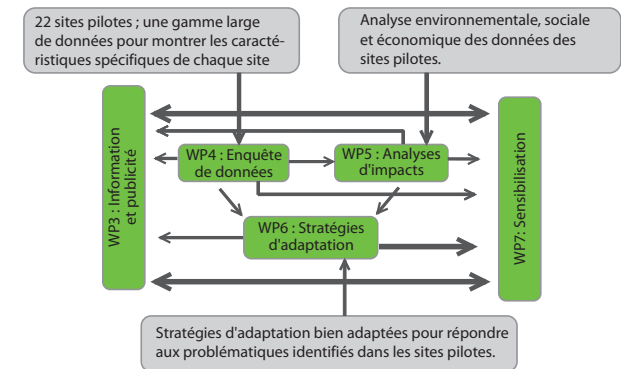 22 sites pilotes ; une gamme large
de données pour montrer les caracté-
ristiques spécifiques de chaque site
Analyse environnementale, sociale
et économique des données des
sites pilotes.
WP3 : Information
et publicité
WP4 : Enquête
de données
WP5 : Analyses
d'impacts
WP6 : Stratégies
d'adaptation
WP7: Sensibilisation
Stratégies d'adaptation bien adaptées pour répondre
aux problématiques identifiés dans les sites pilotes.